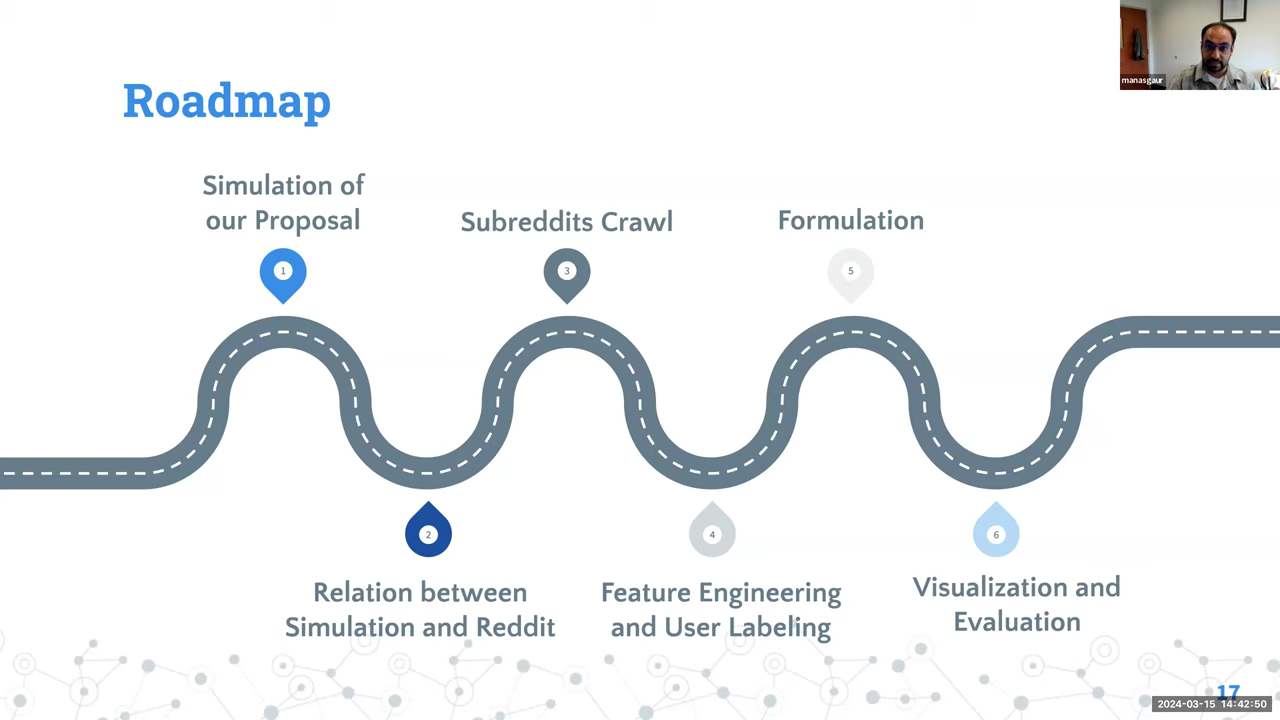 manasgaur
Roadmap
Simulation of
our Proposal
Subreddits Crawl
Formulation
1
3
5
2
4
6
Relation between
Simulation and Reddit
Feature Engineering
and User Labeling
Visualization and
Evaluation
17
2024-03-15 14:42:50